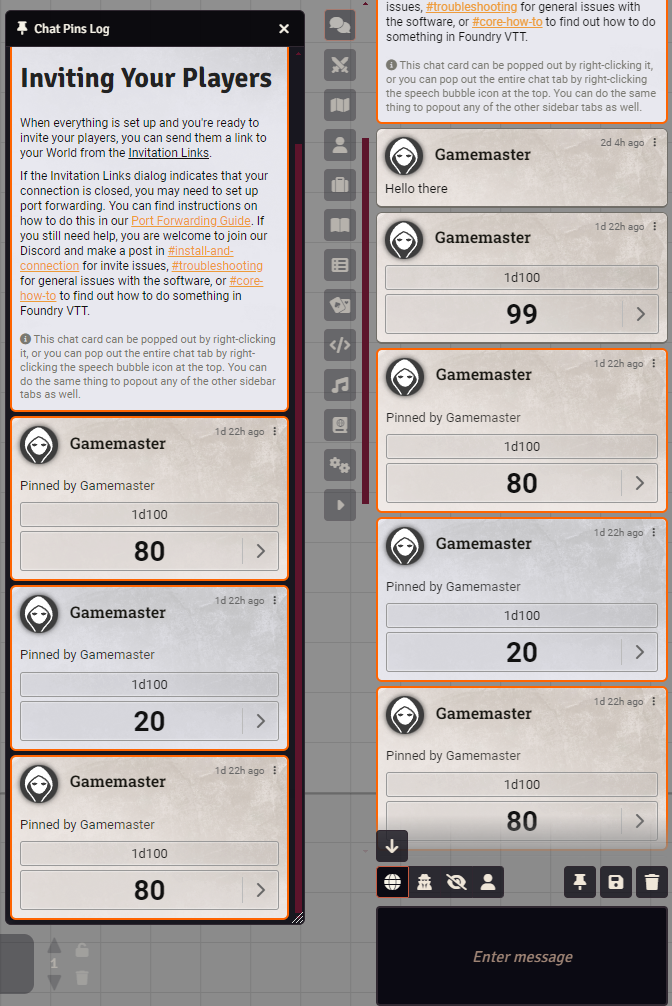 Chat Pins Log
Inviting Your Players
When everything is set up and you're ready to
invite your players, you can send them a link to
your World from the Invitation Links.
If the Invitation Links dialog indicates that your
connection is closed, you may need to set up
port forwarding. You can find instructions on
how to do this in our Port Forwarding Guide. If
you still need help, you are welcome to join our
Discord and make a post in #install-and-
connection for invite issues, #troubleshooting
for general issues with the software, or #core-
how-to to find out how to do something in
Foundry VTT.
This chat card can be popped out by right-clicking
it, or you can pop out the entire chat tab by right-
clicking the speech bubble icon at the top. You can
do the same thing to popout any of the other sidebar
tabs as well.
Gamemaster
1d 22h ago
Pinned by Gamemaster
1d100
80
Gamemaster
1d 22h ago
Pinned by Gamemaster
1d100
20
Gamemaster
1d 22h ago
Pinned by Gamemaster
1d100
80
1
issues, #troubleshooting for general issues with
the software, or #core-how-to to find out how to do
something in Foundry VTT.
This chat card can be popped out by right-clicking it,
or you can pop out the entire chat tab by right-clicking
the speech bubble icon at the top. You can do the same
thing to popout any of the other sidebar tabs as well.
Gamemaster
2d 4h ago
Hello there
Gamemaster
1d 22h ago
1d100
99
Gamemaster
1d 22h ago
Pinned by Gamemaster
1d100
80
Gamemaster
1d 22h ago
Pinned by Gamemaster
1d100
20
Gamemaster
1d 22h ago
Pinned by Gamemaster
1d100
80
Enter message